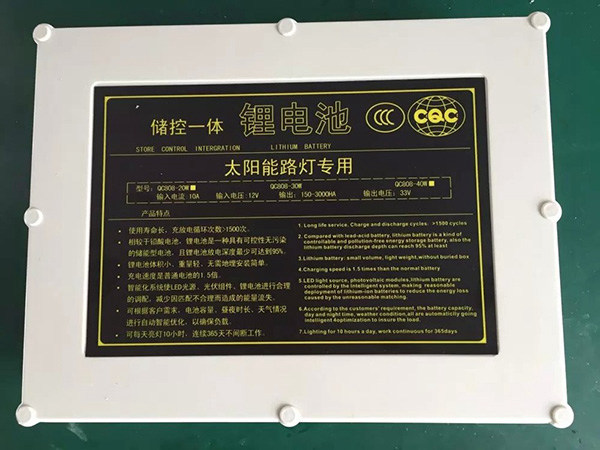 储控一体 锂电池 CCC CQC
STORE CONTROL INTERGRATION LITHIUM BATTERY
太阳能路灯专用
型号: QC808-20W■ QC808-30W QC808-40W■
输入电流: 10A 输入电压: 12V 输出电流: 150-3000HA 输出电压: 33V
产品特点
• 使用寿命长、充放电循环次数>1500次.
• 相较于铅酸电池、锂电池是一种具有可控性无污染
的储能型电池, 且锂电池放电深度最少可达到95%.
• 锂电池体积小、重量轻、无需地埋安装简单.
• 充电速度是普通电池的1.5倍.
• 智能化系统使LED光源、光伏组件、锂电池进行合理
的调配, 减少因匹配不合理而造成的能量流失.
• 可根据客户需求, 电池容量、昼夜时长、天气情况
进行自动智能优化, 以确保负载.
• 可每天亮灯10小时、连续365天不间断工作.
1. Long life service, Charge and discharge cycles. >1500 cycles
2. Compared with lead-acid battery, lithium battery is a kind of
controllable and pollution-free energy storage battery, also the
lithium battery discharge depth can reach 95% at least
3. Lithium battery: small volume, light weight, without buried box
4. Charging speed is 1.5 times than the normal battery
5. LED light source, photovoltaic modules, lithium battery are
controlled by the intelligent system, making reasonable
deployment of lithium-ion batteries to reduce the energy loss
caused by the unreasonable matching.
6. According to the customers' requirement, the battery capacity,
day and night time, weather condition, all are automaticlly going
intelligent 4optimization to insure the load.
7. Lighting for 10 hours a day, work continuous for 365days